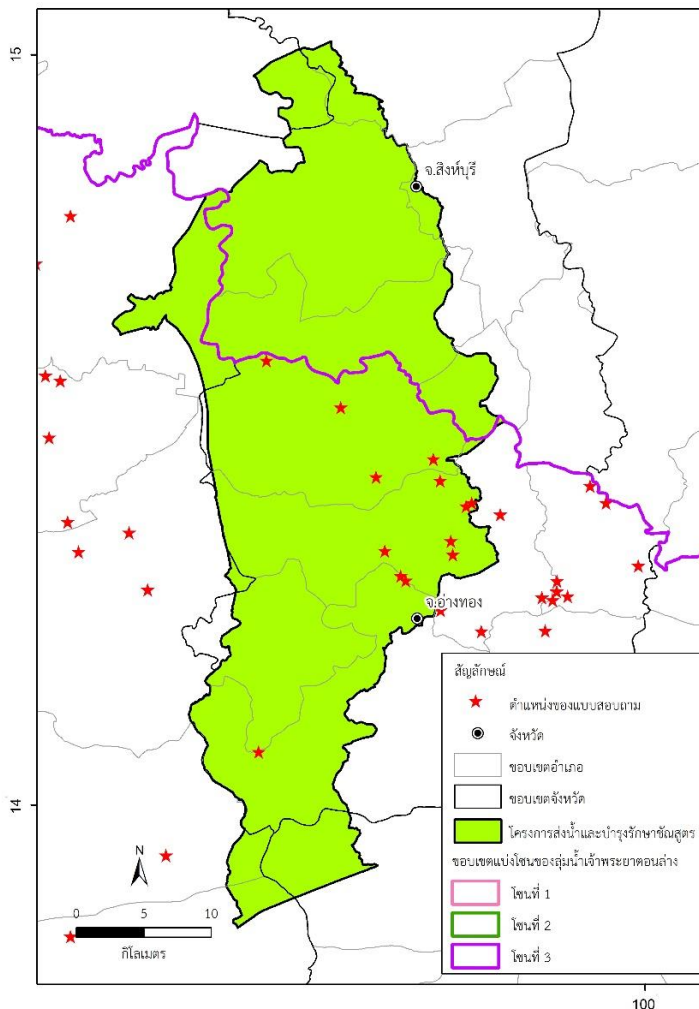 15
จ.สิงห์บุรี
จ.อ่างทอง
สัญลักษณ์
ตำแหน่งของแบบสอบถาม
จังหวัด
ขอบเขตอำเภอ
ขอบเขตจังหวัด
โครงการส่งน้ำและบำรุงรักษาชัณสูตร
ขอบเขตแบ่งโซนของลุ่มน้ำเจ้าพระยาตอนล่าง
โซนที่ 1
โซนที่ 2
โซนที่ 3
14
N
0 5 10
กิโลเมตร
100